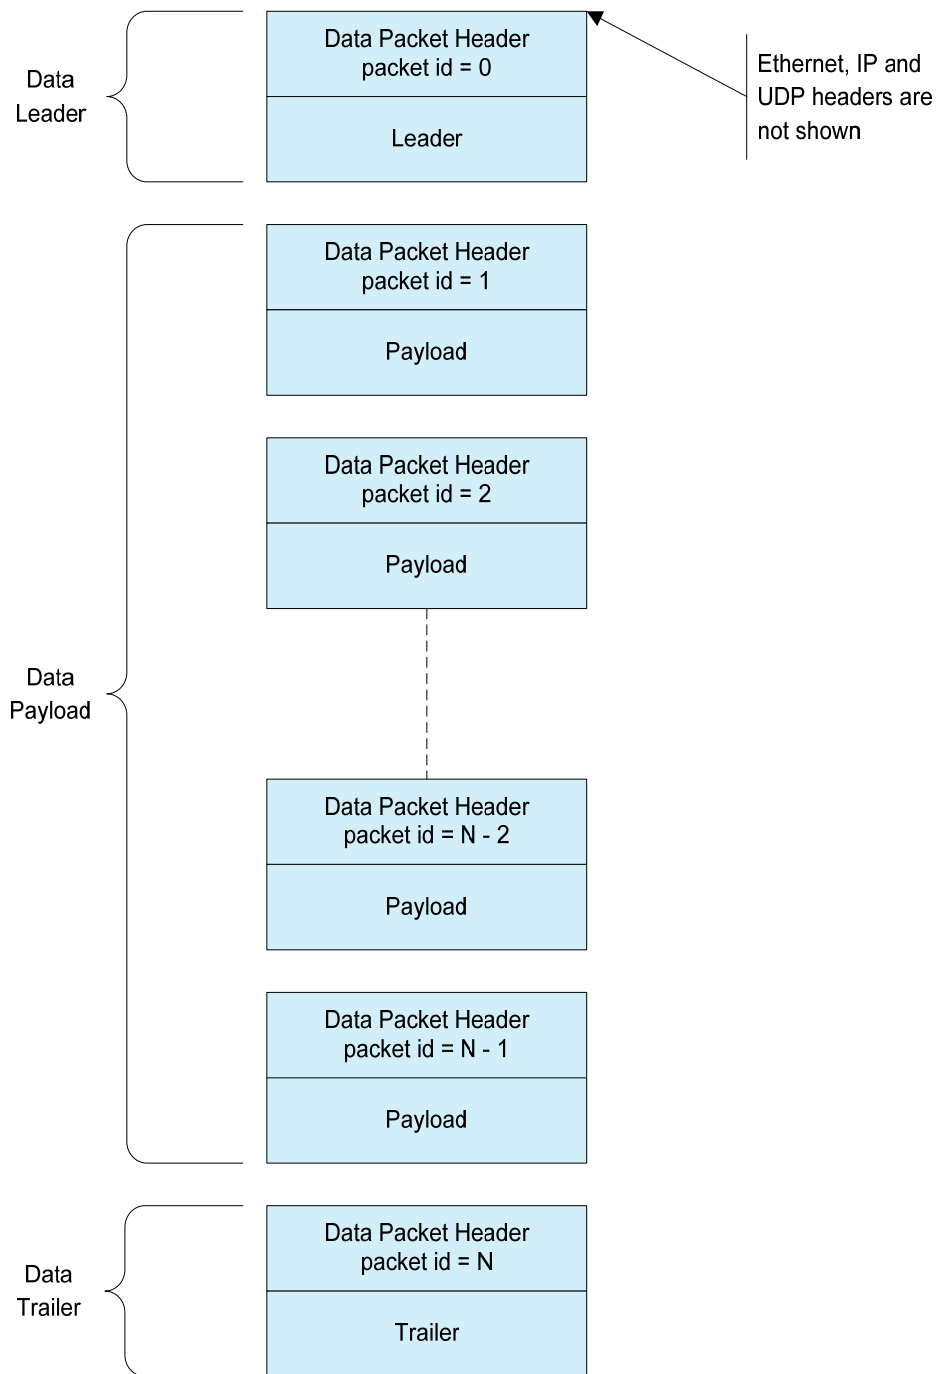 Data
Leader
Data Packet Header
packet id = 0
Leader
Ethernet, IP and
UDP headers are
not shown
Data
Payload
Data Packet Header
packet id = 1
Payload
Data Packet Header
packet id = 2
Payload
Data Packet Header
packet id = N - 2
Payload
Data Packet Header
packet id = N - 1
Payload
Data
Trailer
Data Packet Header
packet id = N
Trailer